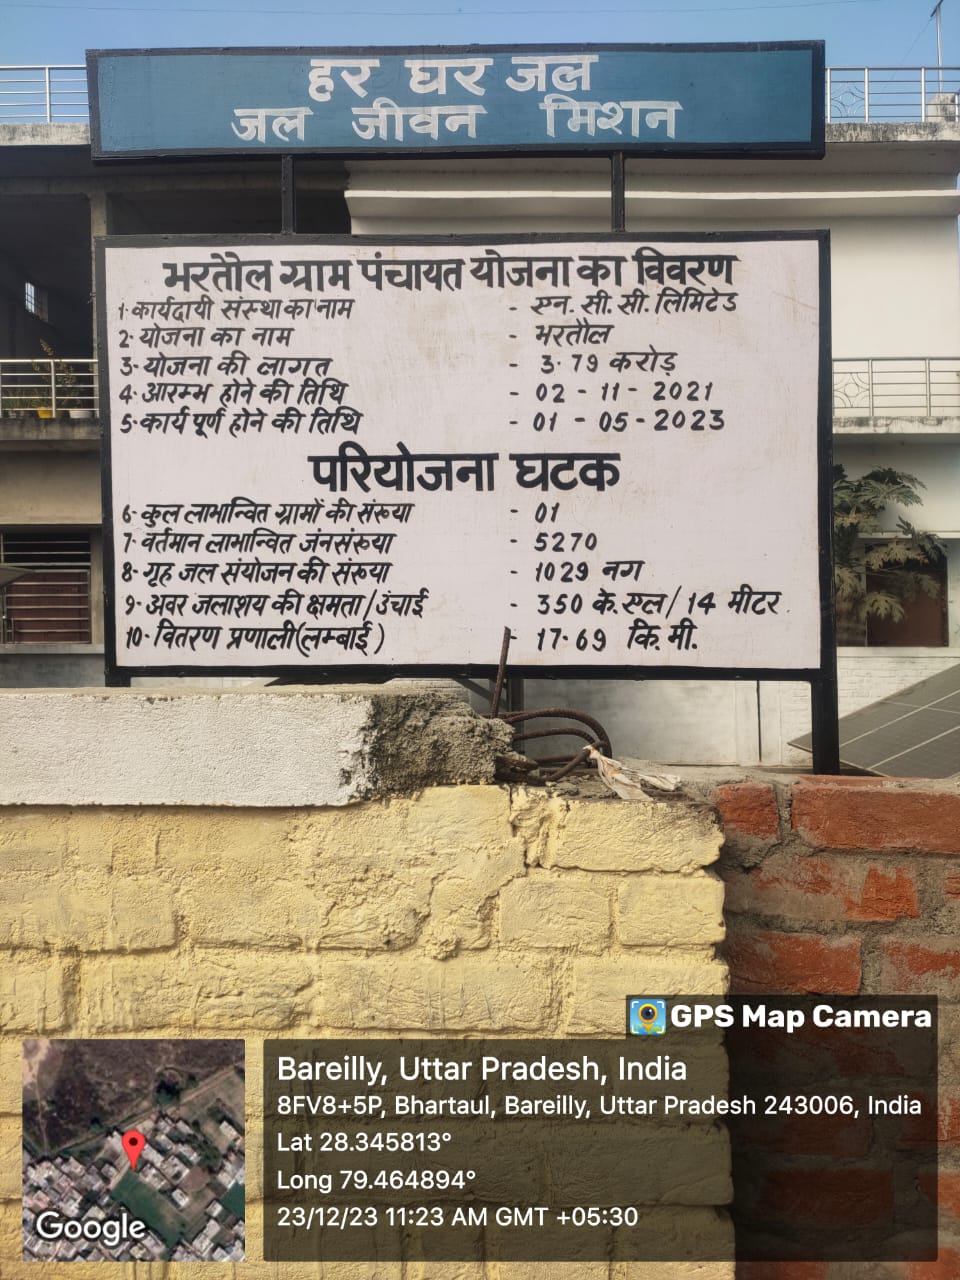 हर घर जल
जल जीवन मिशन
भरतौल ग्राम पंचायत योजना का विवरण
1- कार्यदायी संस्था का नाम - एन. सी. सी. लिमिटेड
2- योजना का नाम - भरतौल
3- योजना की लागत - 3.79 करोड़
4- आरम्भ होने की तिथि - 02 - 11 - 2021
5- कार्य पूर्ण होने की तिथि - 01 - 05 - 2023
परियोजना घटक
6- कुल लाभान्वित ग्रामों की संख्या - 01
7- वर्तमान लाभान्वित जंनसंख्या - 5270
8- गृह जल संयोजन की संख्या - 1029 नग
9- अवर जलाशय की क्षमता/उंचाई - 350 के.एल/14 मीटर.
10- वितरण प्रणाली(लम्बाई) - 17.69 कि.मी.
GPS Map Camera
Bareilly, Uttar Pradesh, India
8FV8+5P, Bhartaul, Bareilly, Uttar Pradesh 243006, India
Lat 28.345813°
Long 79.464894°
23/12/23 11:23 AM GMT +05:30
Google